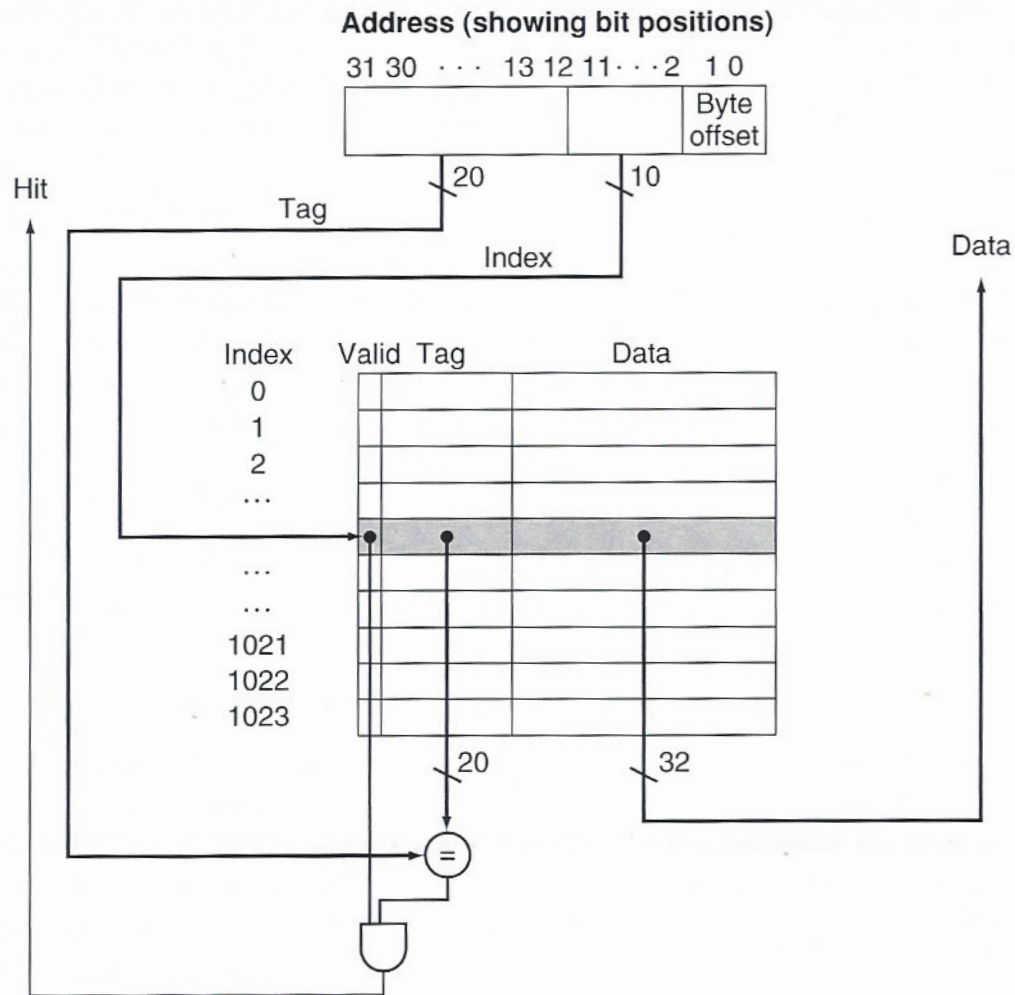 Address (showing bit positions)
31 30 · · · 13 12 11 · · · 2 1 0
Byte
offset
20
10
Hit
Tag
Data
Index
Index Valid Tag Data
0
1
2
...
...
...
1021
1022
1023
20
32
=